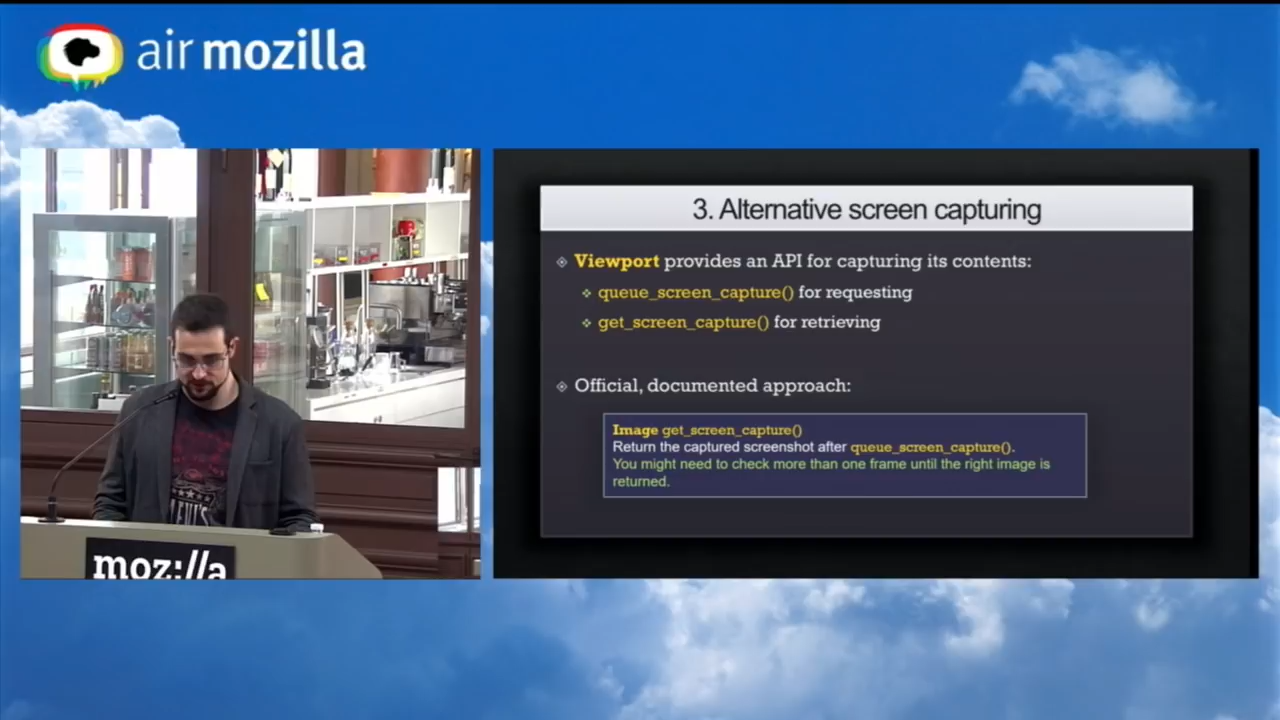 air mozilla
3. Alternative screen capturing
Viewport provides an API for capturing its contents:
queue_screen_capture() for requesting
get_screen_capture() for retrieving
Official, documented approach:
Image get_screen_capture()
Return the captured screenshot after queue_screen_capture().
You might need to check more than one frame until the right image is
returned.
moz://a